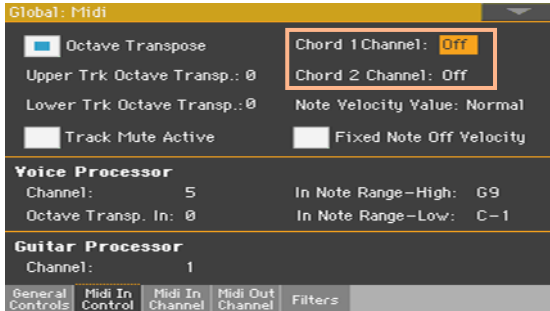 Global: Midi
Octave Transpose
Chord 1 Channel: Off
Upper Trk Octave Transp.: 0
Chord 2 Channel: Off
Lower Trk Octave Transp.: 0
Note Velocity Value: Normal
Track Mute Active
Fixed Note Off Velocity
Voice Processor
Channel: 5
In Note Range-High: G9
Octave Transp. In: 0
In Note Range-Low: C-1
Guitar Processor
Channel: 1
General Controls
Midi In Control
Midi In Channel
Midi Out Channel
Filters